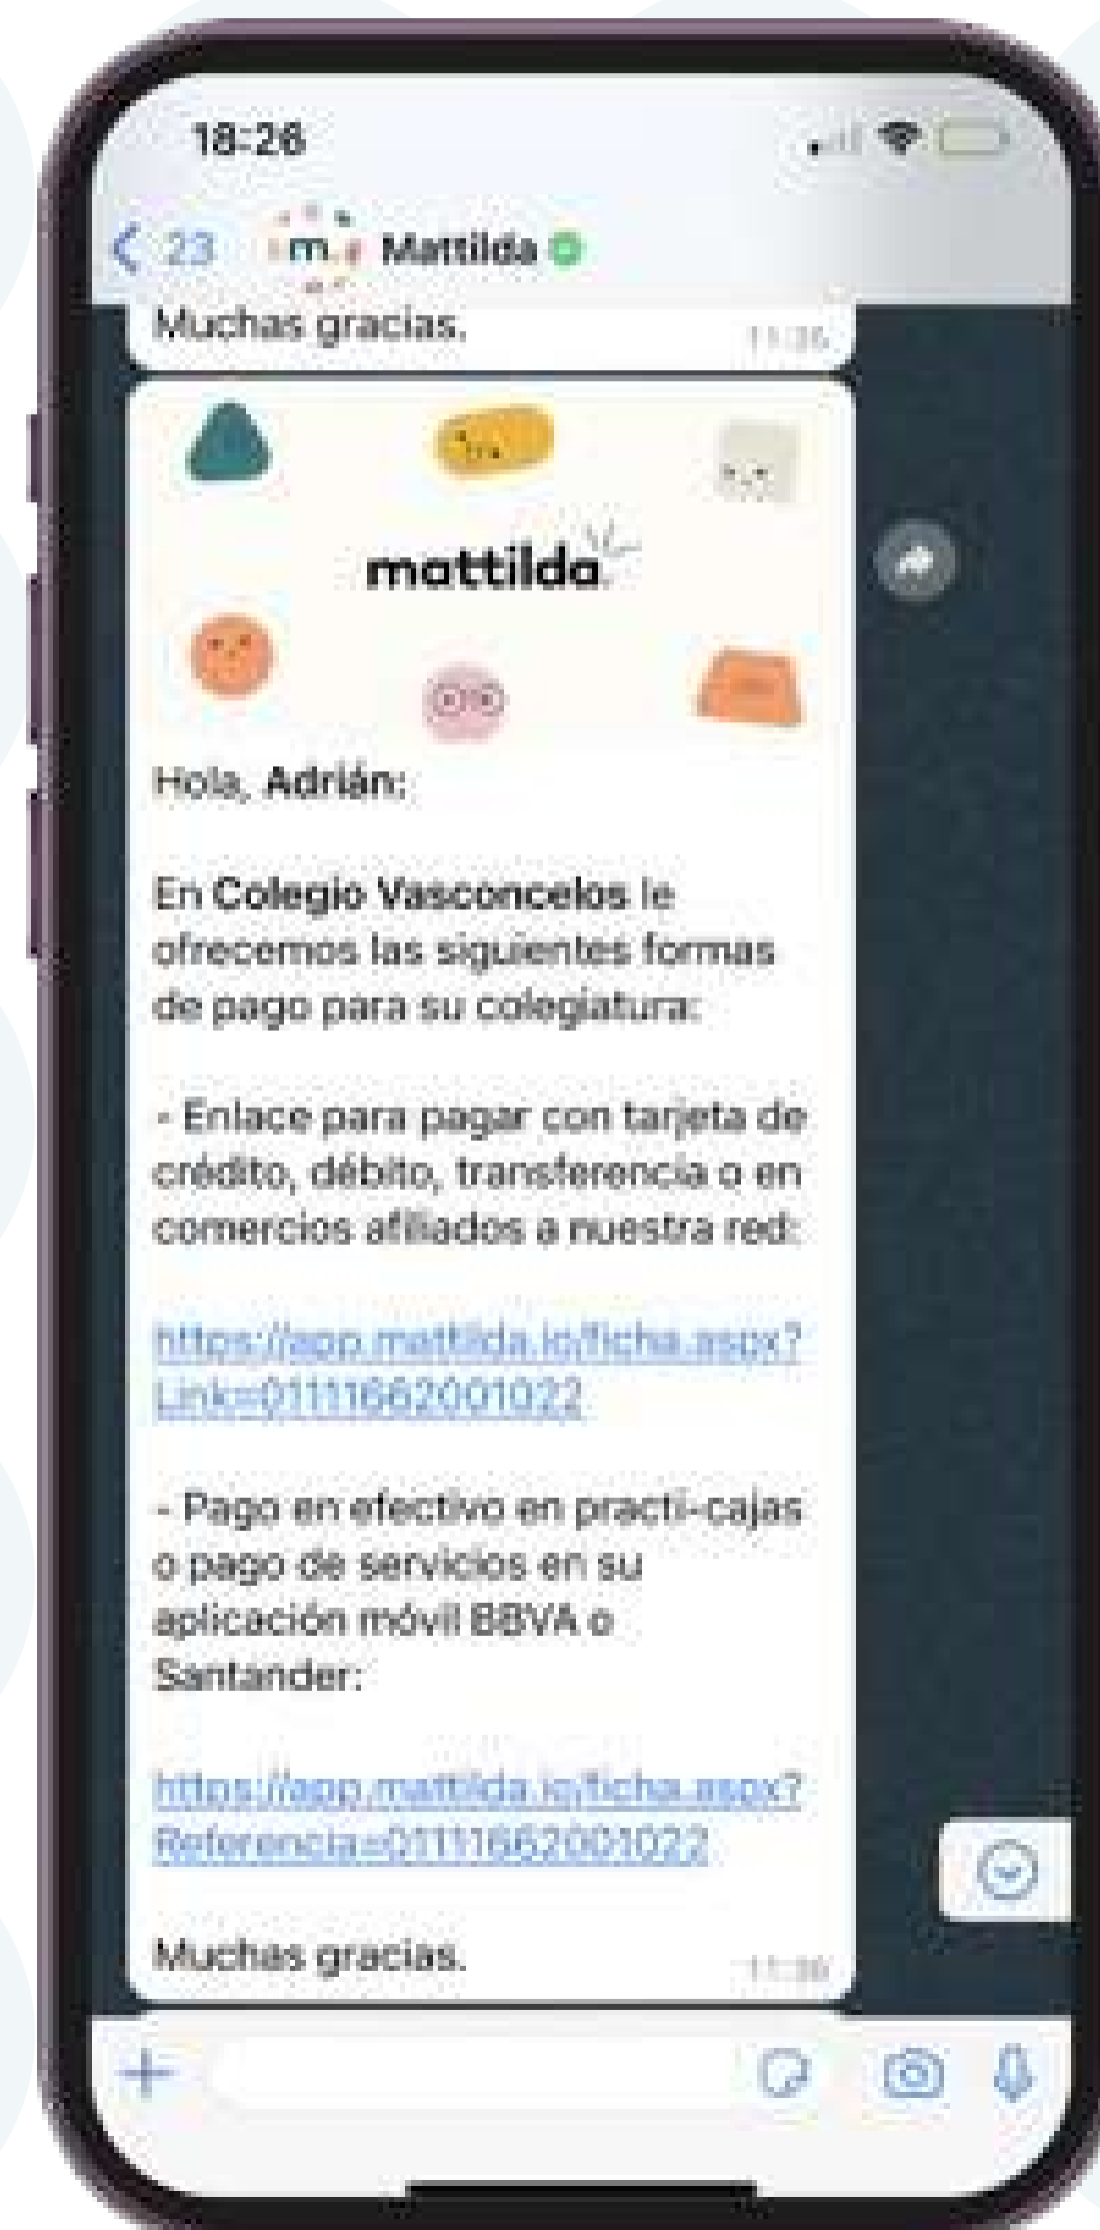 18:26
23 m. Mattilda
Muchas gracias.
mattilda
Hola, Adrián:
En Colegio Vasconcelos le
ofrecemos las siguientes formas
de pago para su colegiatura:
- Enlace para pagar con tarjeta de
crédito, débito, transferencia o en
comercios afiliados a nuestra red:
https://app.mattilda.io/ficha.aspx?
Link=01111662001022
- Pago en efectivo en practi-cajas
o pago de servicios en su
aplicación móvil BBVA o
Santander:
https://app.mattilda.io/ficha.aspx?
Referencia=01111662001022
Muchas gracias.